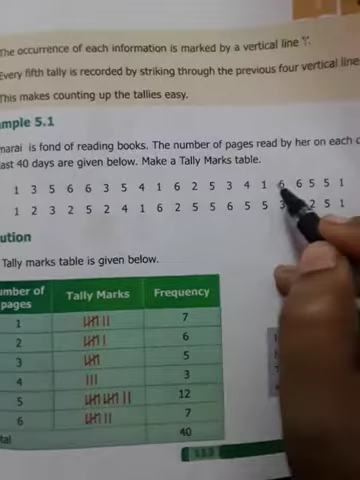 The occurrence of each information is marked by a vertical line '|'.
Every fifth tally is recorded by striking through the previous four vertical line
This makes counting up the tallies easy.
ample 5.1
marai is fond of reading books. The number of pages read by her on each
ast 40 days are given below. Make a Tally Marks table.
1 3 5 6 6 3 5 4 1 6 2 5 3 4 1 6 6 5 5 1
1 2 3 2 5 2 4 1 6 2 5 5 6 5 5 3 2 5 1
ution
Tally marks table is given below.
umber of pages Tally Marks Frequency
1 7
2 6
3 5
4 3
5 12
6 7
tal 40
113